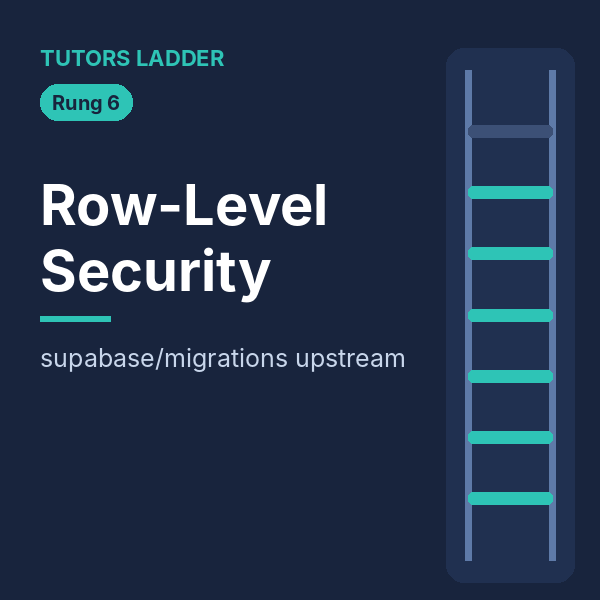 TUTORS LADDER
Rung 6
Row-Level
Security
supabase/migrations upstream